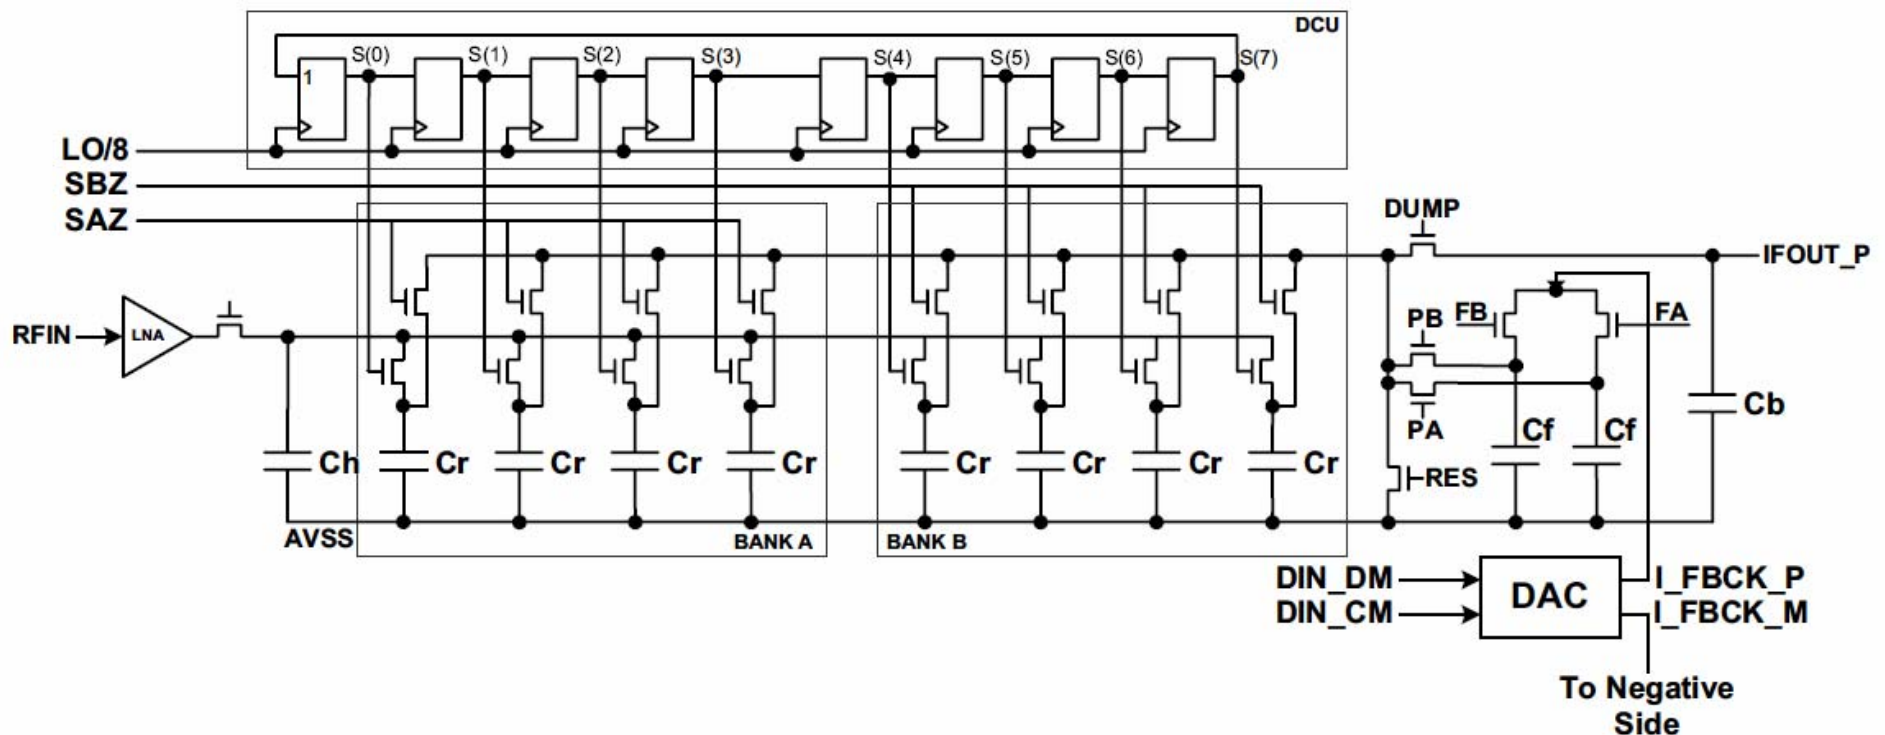 DCU
S(0) S(1) S(2) S(3) S(4) S(5) S(6) S(7)
1
LO/8
SBZ
SAZ
DUMP
IFOUT_P
RFIN
LNA
PB FB FA
PA
Cb
Ch Cr Cr Cr Cr Cr Cr Cr Cr
Cf Cf
RES
AVSS
BANK A BANK B
DIN_DM
DIN_CM
DAC
I_FBCK_P
I_FBCK_M
To Negative
Side